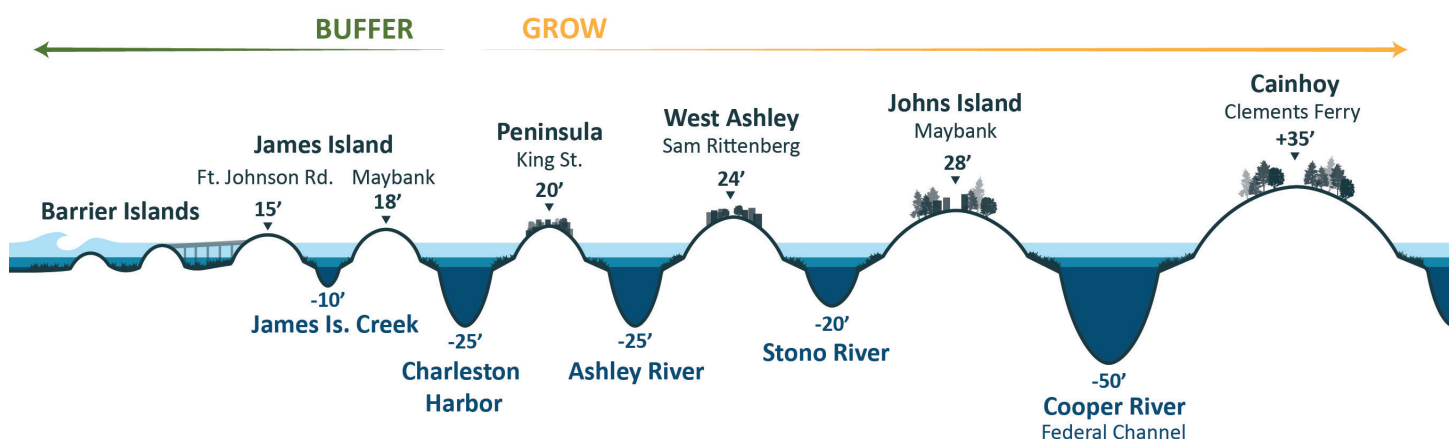 BUFFER
GROW
Barrier Islands
James Island
Ft. Johnson Rd.
15’
Maybank
18’
Peninsula
King St.
20’
West Ashley
Sam Rittenberg
24’
Johns Island
Maybank
28’
Cainhoy
Clements Ferry
+35’
-10’
James Is. Creek
-25’
Charleston
Harbor
-25’
Ashley River
-20’
Stono River
-50’
Cooper River
Federal Channel